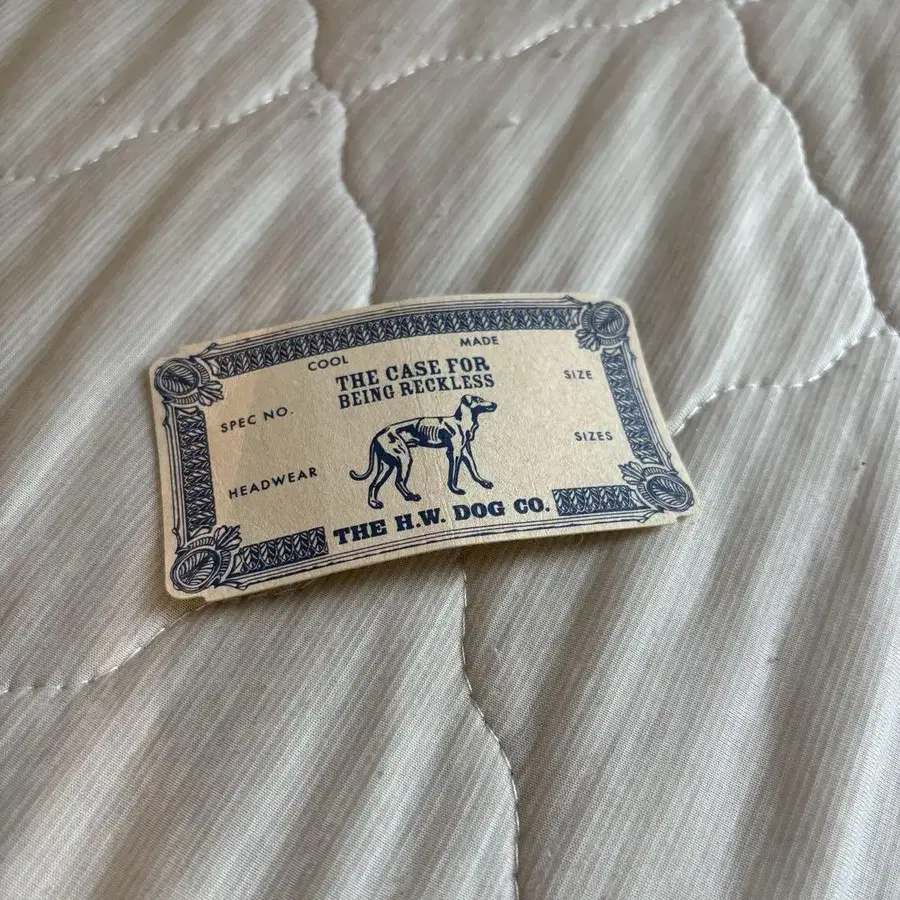 COOL
MADE
THE CASE FOR
BEING RECKLESS
SPEC NO.
SIZE
HEADWEAR
SIZES
THE H.W. DOG CO.